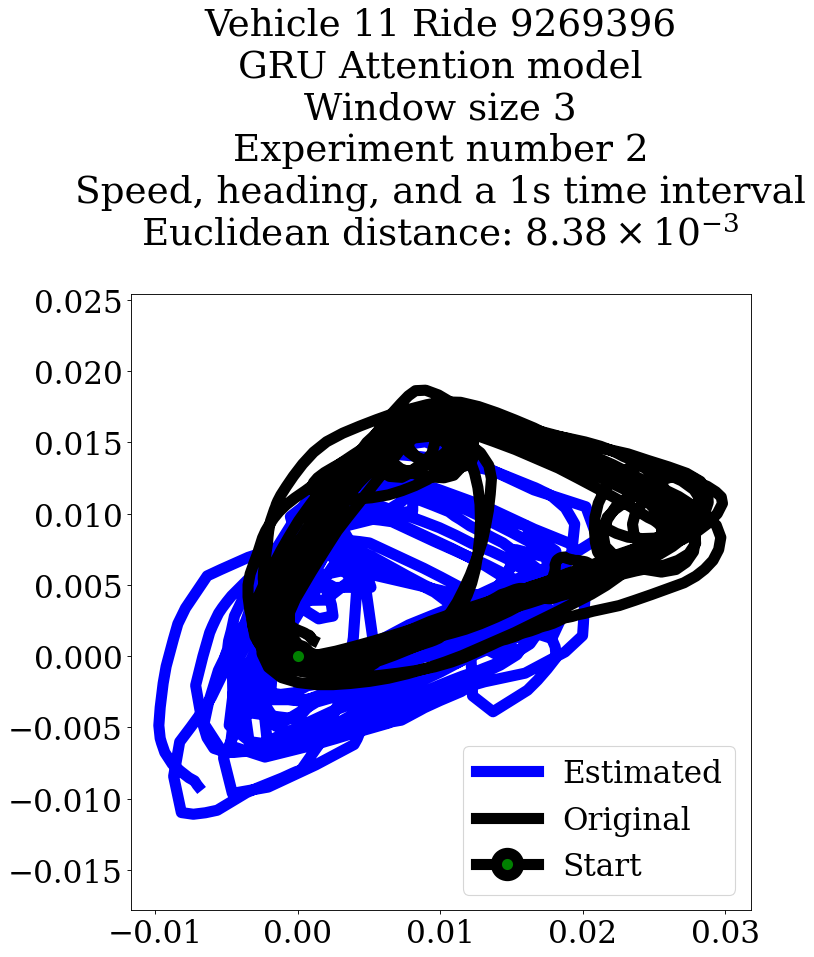 Vehicle 11 Ride 9269396
GRU Attention model
Window size 3
Experiment number 2
Speed, heading, and a 1s time interval
Euclidean distance: 8.38 × 10⁻³
0.025
0.020
0.015
0.010
0.005
0.000
−0.005
−0.010
−0.015
Estimated
Original
Start
−0.01 0.00 0.01 0.02 0.03